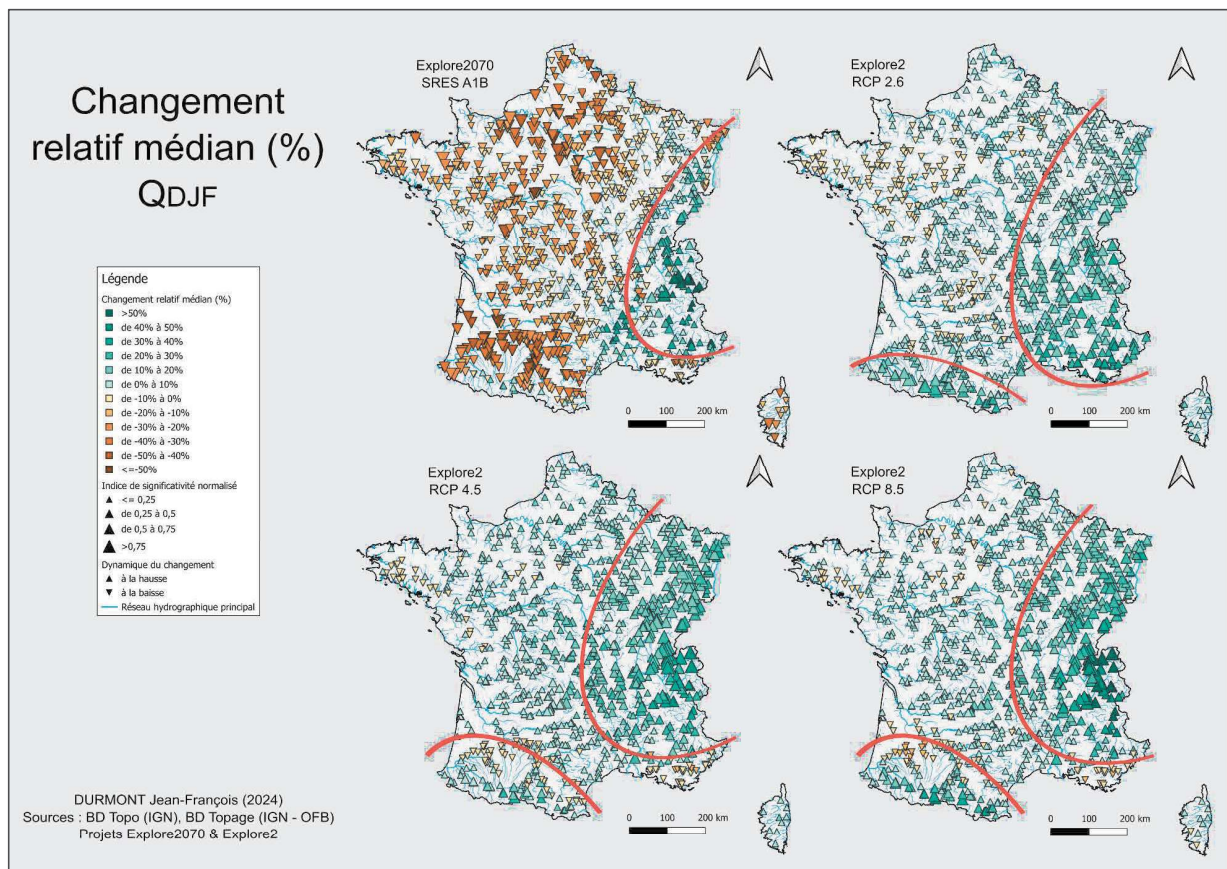 Changement
relatif médian (%)
QDJF
Légende
Changement relatif médian (%)
>50%
de 40% à 50%
de 30% à 40%
de 20% à 30%
de 10% à 20%
de 0% à 10%
de -10% à 0%
de -20% à -10%
de -30% à -20%
de -40% à -30%
de -50% à -40%
<=-50%
Indice de significativité normalisé
<= 0,25
de 0,25 à 0,5
de 0,5 à 0,75
>0,75
Dynamique du changement
à la hausse
à la baisse
Réseau hydrographique principal
DURMONT Jean-François (2024)
Sources : BD Topo (IGN), BD Topage (IGN - OFB)
Projets Explore2070 & Explore2
Explore2070
SRES A1B
0 100 200 km
Explore2
RCP 2.6
0 100 200 km
Explore2
RCP 4.5
0 100 200 km
Explore2
RCP 8.5
0 100 200 km